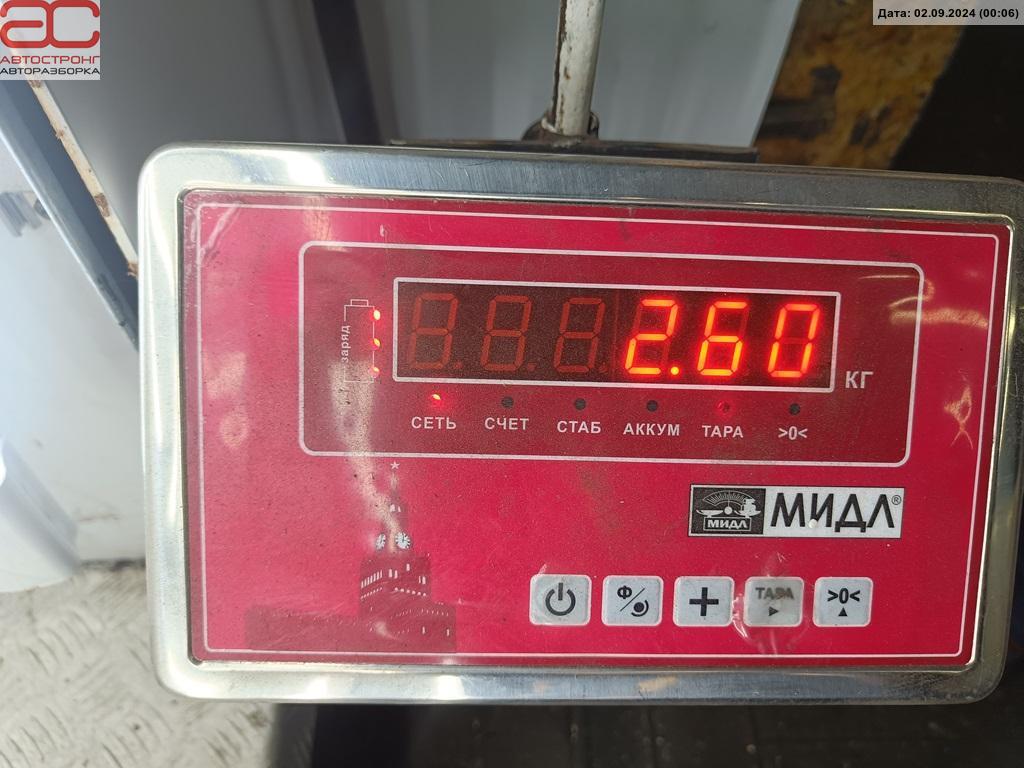 Дата: 02.09.2024 (00:06)
ас
АВТОСТРОНГ
АВТОРАЗБОРКА
заряд
2.60
КГ
СЕТЬ СЧЕТ СТАБ АККУМ ТАРА >0<
МИДЛ МИДЛ®
Ф ТАРА >0<